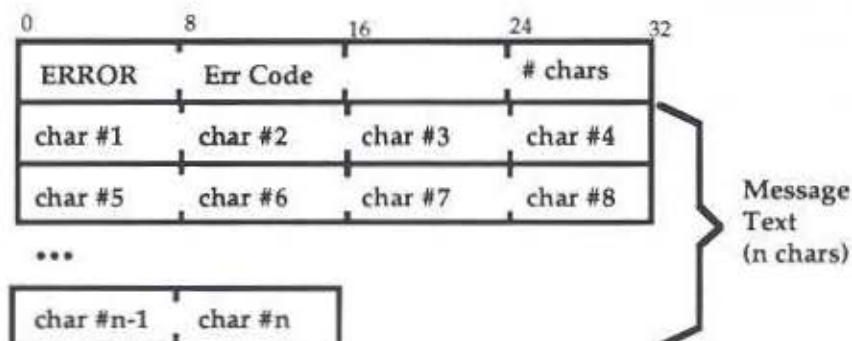 0 8 16 24 32
ERROR Err Code # chars
char #1 char #2 char #3 char #4
char #5 char #6 char #7 char #8
Message
Text
(n chars)
•••
char #n-1 char #n